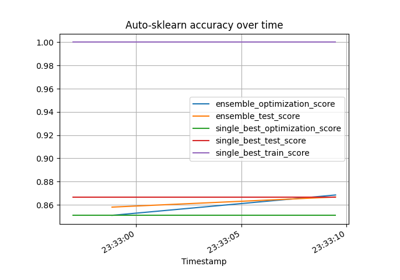 Auto-sklearn accuracy over time
1.00
0.98
0.96
0.94
0.92
0.90
0.88
0.86
ensemble_optimization_score
ensemble_test_score
single_best_optimization_score
single_best_test_score
single_best_train_score
23:33:00
23:33:05
23:33:10
Timestamp